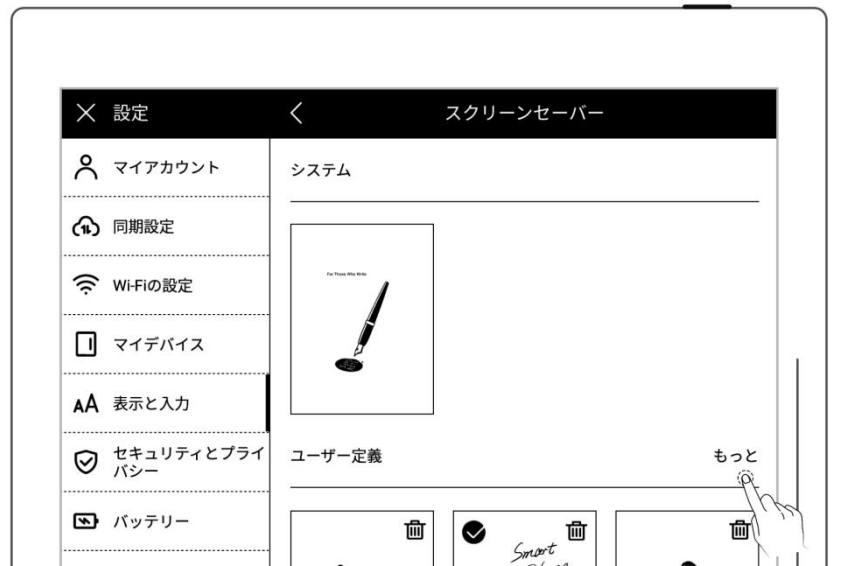 設定
スクリーンセーバー
マイアカウント
同期設定
Wi-Fiの設定
マイデバイス
AA 表示と入力
セキュリティとプライ
バシー
バッテリー
システム
For Those Who Write
ユーザー定義
もっと
Smart